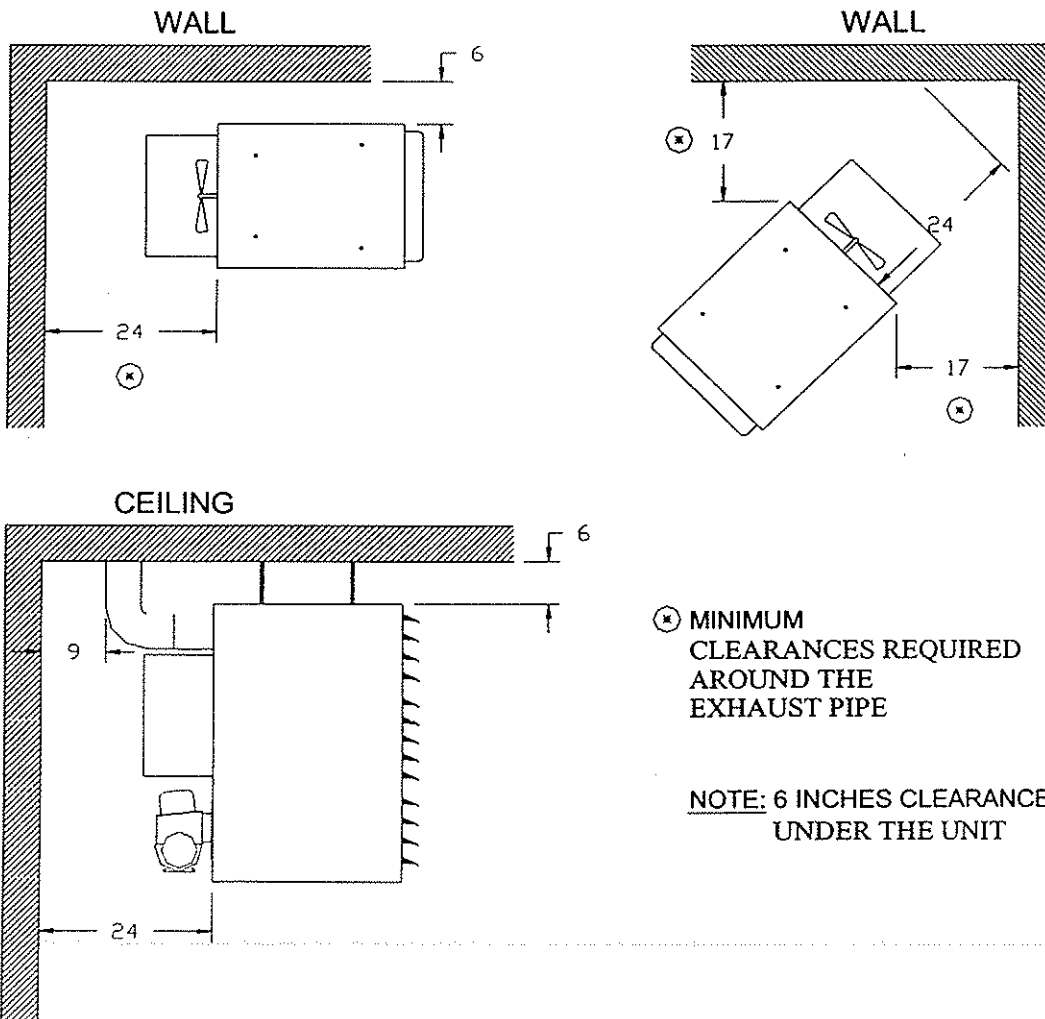 WALL
6
24
WALL
17
24
17
CEILING
6
9
24
MINIMUM
CLEARANCES REQUIRED
AROUND THE
EXHAUST PIPE
NOTE: 6 INCHES CLEARANCE
UNDER THE UNIT